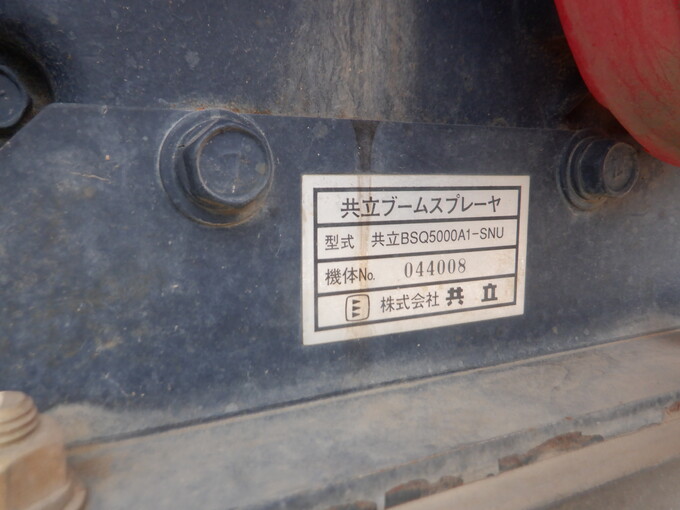 共立ブームスプレーヤ
型式 共立BSQ5000A1-SNU
機体No. 044008
株式会社 共立